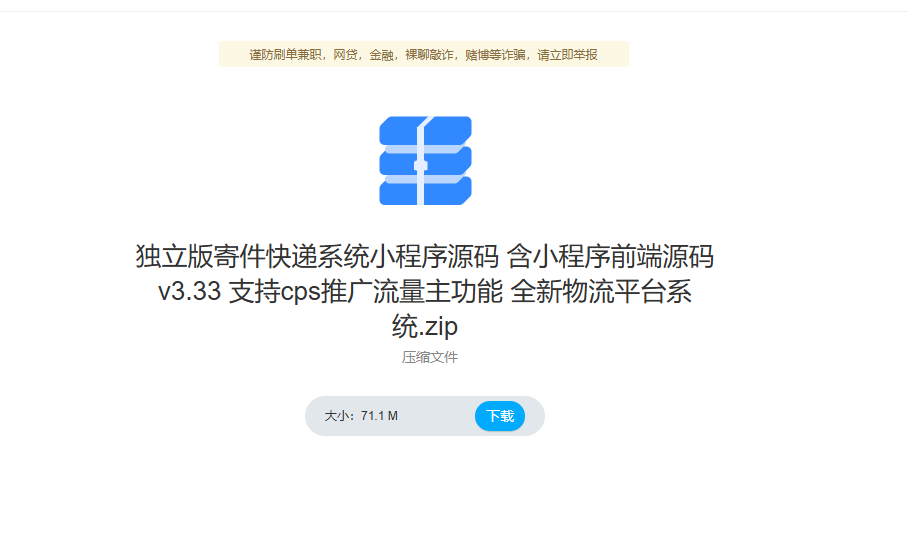 谨防刷单兼职，网贷，金融，裸聊敲诈，赌博等诈骗，请立即举报
独立版寄件快递系统小程序源码 含小程序前端源码
v3.33 支持cps推广流量主功能 全新物流平台系
统.zip
压缩文件
大小：71.1 M
下载